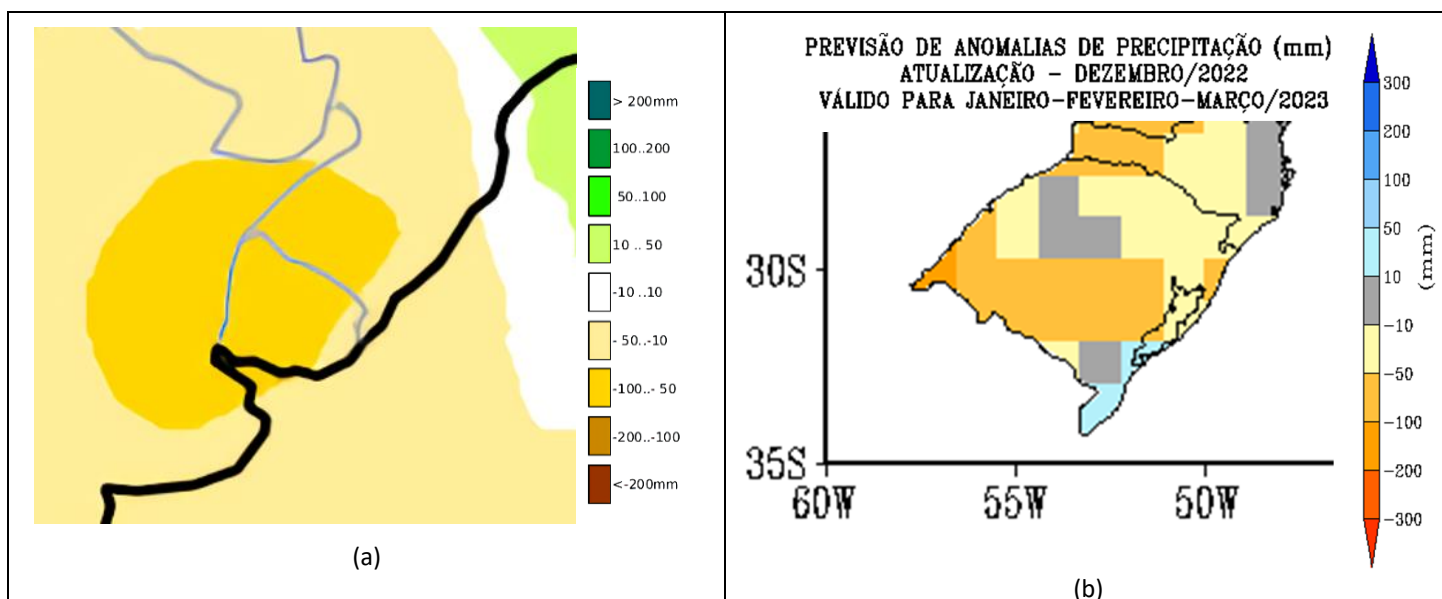 > 200mm
100..200
50..100
10 .. 50
-10 ..10
- 50..-10
-100..- 50
-200..-100
<-200mm
(a)
PREVISÃO DE ANOMALIAS DE PRECIPITAÇÃO (mm)
ATUALIZAÇÃO - DEZEMBRO/2022
VÁLIDO PARA JANEIRO-FEVEREIRO-MARÇO/2023
30S
35S
60W 55W 50W
300
200
100
50
10
-10
-50
-100
-200
-300
(mm)
(b)